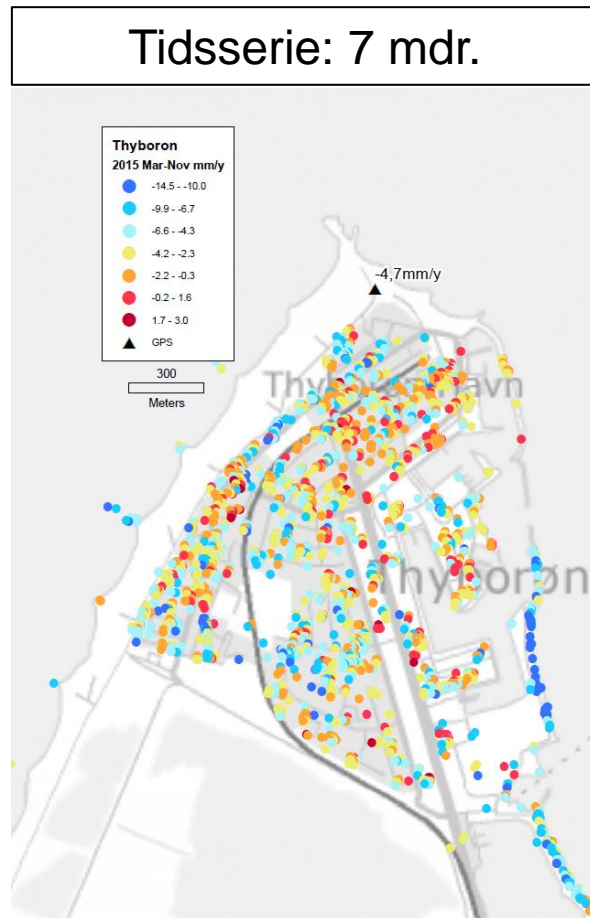 Tidsserie: 7 mdr.
Thyboron
2015 Mar-Nov mm/y
-14.5 - -10.0
-9.9 - -6.7
-6.6 - -4.3
-4.2 - -2.3
-2.2 - -0.3
-0.2 - 1.6
1.7 - 3.0
GPS
-4,7mm/y
300
Meters
Thyborøn